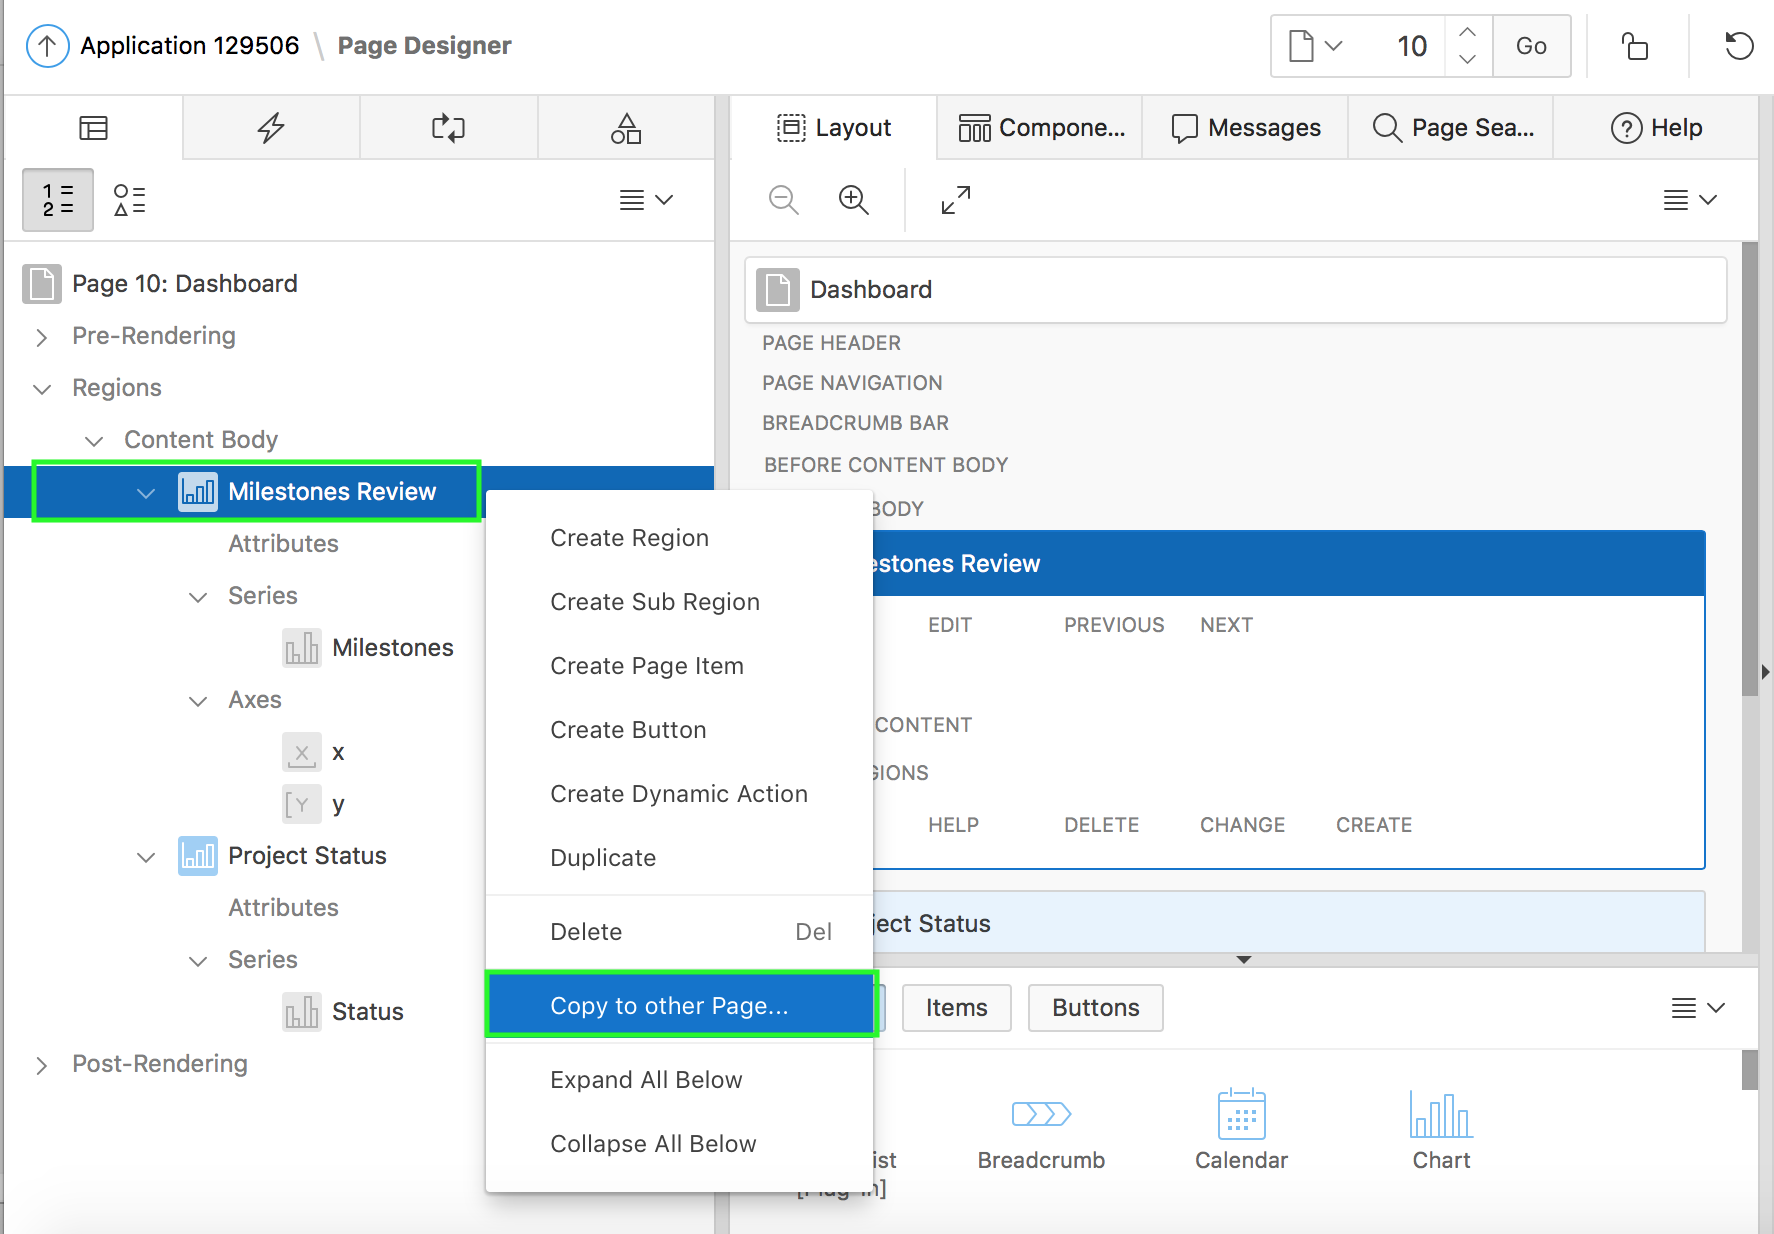 Application 129506 \ Page Designer
10
Go
Layout
Compone...
Messages
Page Sea...
Help
1
2
Page 10: Dashboard
Pre-Rendering
Regions
Content Body
Milestones Review
Attributes
Series
Milestones
Axes
X x
Y y
Project Status
Attributes
Series
Status
Post-Rendering
Create Region
Create Sub Region
Create Page Item
Create Button
Create Dynamic Action
Duplicate
Delete Del
Copy to other Page...
Expand All Below
Collapse All Below
Dashboard
PAGE HEADER
PAGE NAVIGATION
BREADCRUMB BAR
BEFORE CONTENT BODY
BODY
estones Review
EDIT PREVIOUS NEXT
CONTENT
GIONS
HELP DELETE CHANGE CREATE
ject Status
Items
Buttons
ist
Breadcrumb
Calendar
Chart